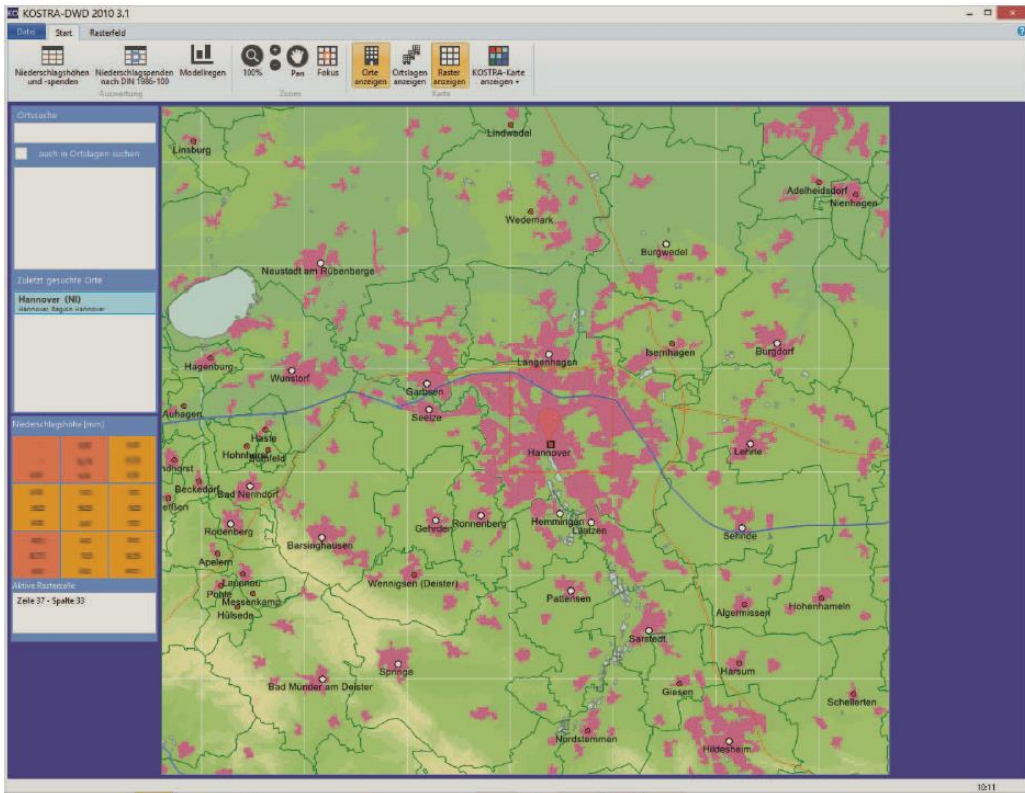 KOSTRA-DWD 2010 3.1
Datei Start Rasterfeld
Niederschlagshöhen und -spenden
Niederschlagspenden nach DIN 1986-100
Modellregen
100%
Pan
Fokus
Orte anzeigen
Ortslagen anzeigen
Raster anzeigen
KOSTRA-Karte anzeigen
Auswertung
Zoom
Karte
Ortssuche
auch in Ortslagen suchen
Zuletzt gesuchte Orte
Hannover (NI)
Hannover, Region Hannover
Niederschlagshöhe [mm]
Aktive Rasterzelle
Zeile 37 - Spalte 33
Linsburg
Lindwedel
Adelheidsdorf
Nienhagen
Wedemark
Burgwedel
Neustadt am Rübenberge
Hagenburg
Wunstorf
Langenhagen
Isernhagen
Burgdorf
Garbsen
Seelze
Auhagen
Haste
Hannover
Lehrte
Beckedorf
Bad Nenndorf
Rodenberg
Barsinghausen
Gehrden
Ronnenberg
Hemmingen
Laatzen
Sehnde
Apelern
Lauenau
Pohle
Messenkamp
Hülsede
Wennigsen (Deister)
Pattensen
Algermissen
Hohenhameln
Sarstedt
Springe
Bad Münder am Deister
Harsum
Giesen
Schellerten
Nordstemmen
Hildesheim
10:11